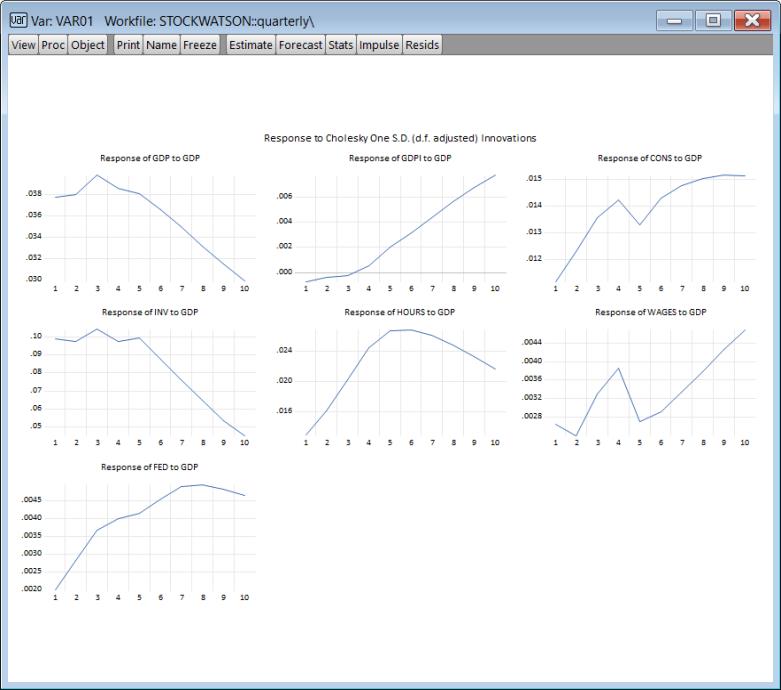 Var: VAR01 Workfile: STOCKWATSON::quarterly\
View Proc Object Print Name Freeze Estimate Forecast Stats Impulse Resids
Response to Cholesky One S.D. (d.f. adjusted) Innovations
Response of GDP to GDP
.038
.036
.034
.032
.030
1 2 3 4 5 6 7 8 9 10
Response of GDPI to GDP
.006
.004
.002
.000
1 2 3 4 5 6 7 8 9 10
Response of CONS to GDP
.015
.014
.013
.012
1 2 3 4 5 6 7 8 9 10
Response of INV to GDP
.10
.09
.08
.07
.06
.05
1 2 3 4 5 6 7 8 9 10
Response of HOURS to GDP
.024
.020
.016
1 2 3 4 5 6 7 8 9 10
Response of WAGES to GDP
.0044
.0040
.0036
.0032
.0028
1 2 3 4 5 6 7 8 9 10
Response of FED to GDP
.0045
.0040
.0035
.0030
.0025
.0020
1 2 3 4 5 6 7 8 9 10